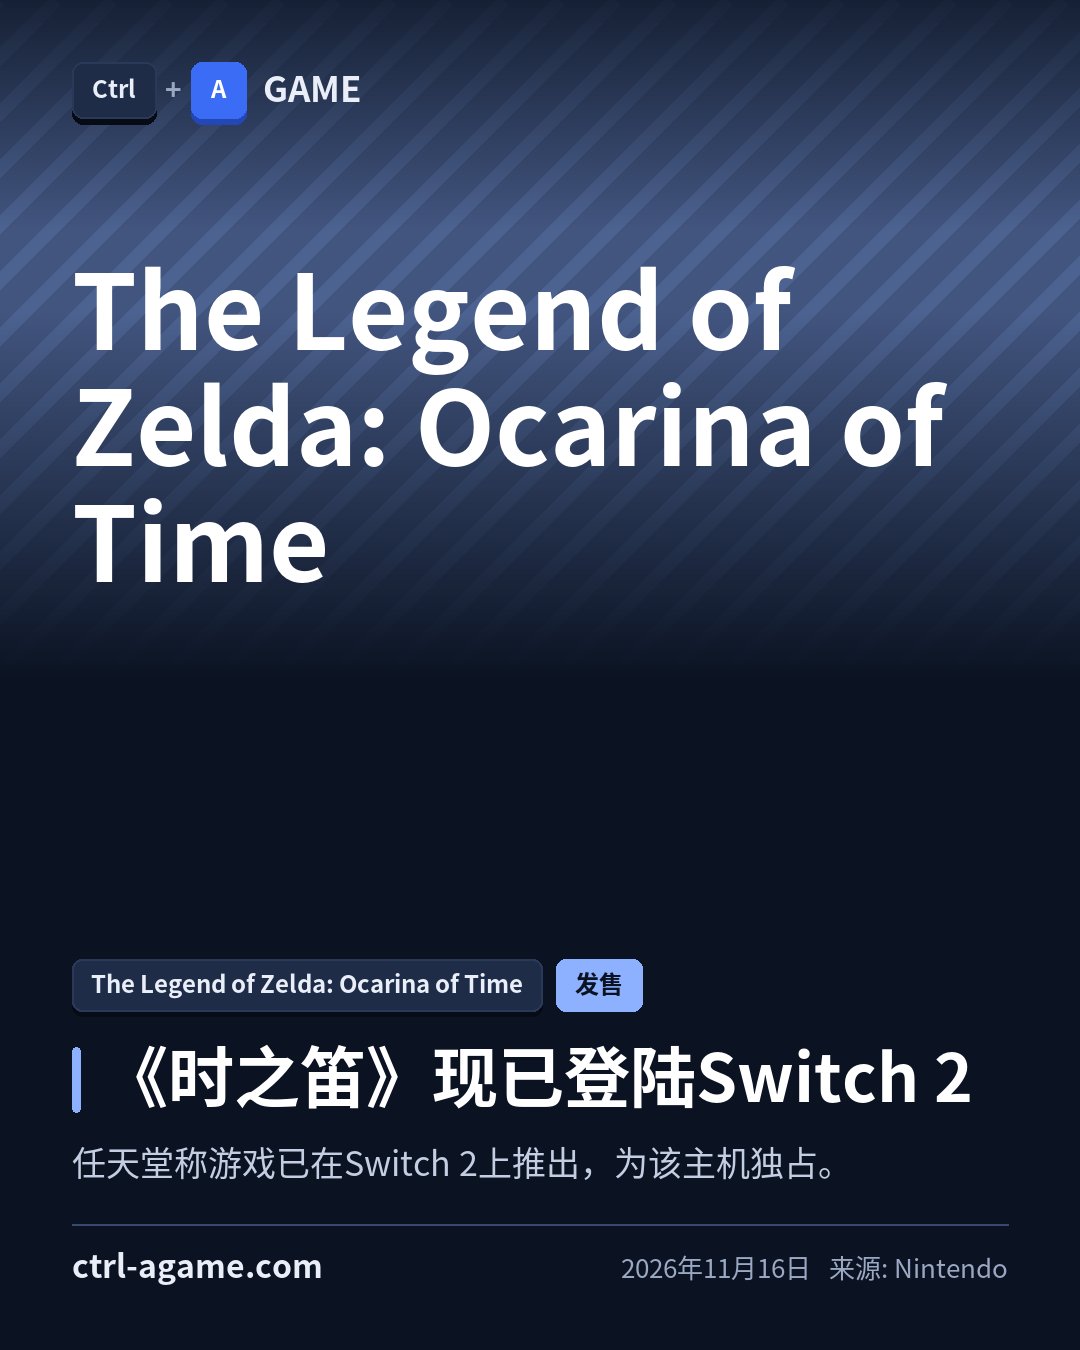 Ctrl + A GAME
The Legend of
Zelda: Ocarina of
Time
The Legend of Zelda: Ocarina of Time 发售
《时之笛》现已登陆Switch 2
任天堂称游戏已在Switch 2上推出，为该主机独占。
ctrl-agame.com 2026年11月16日 来源: Nintendo